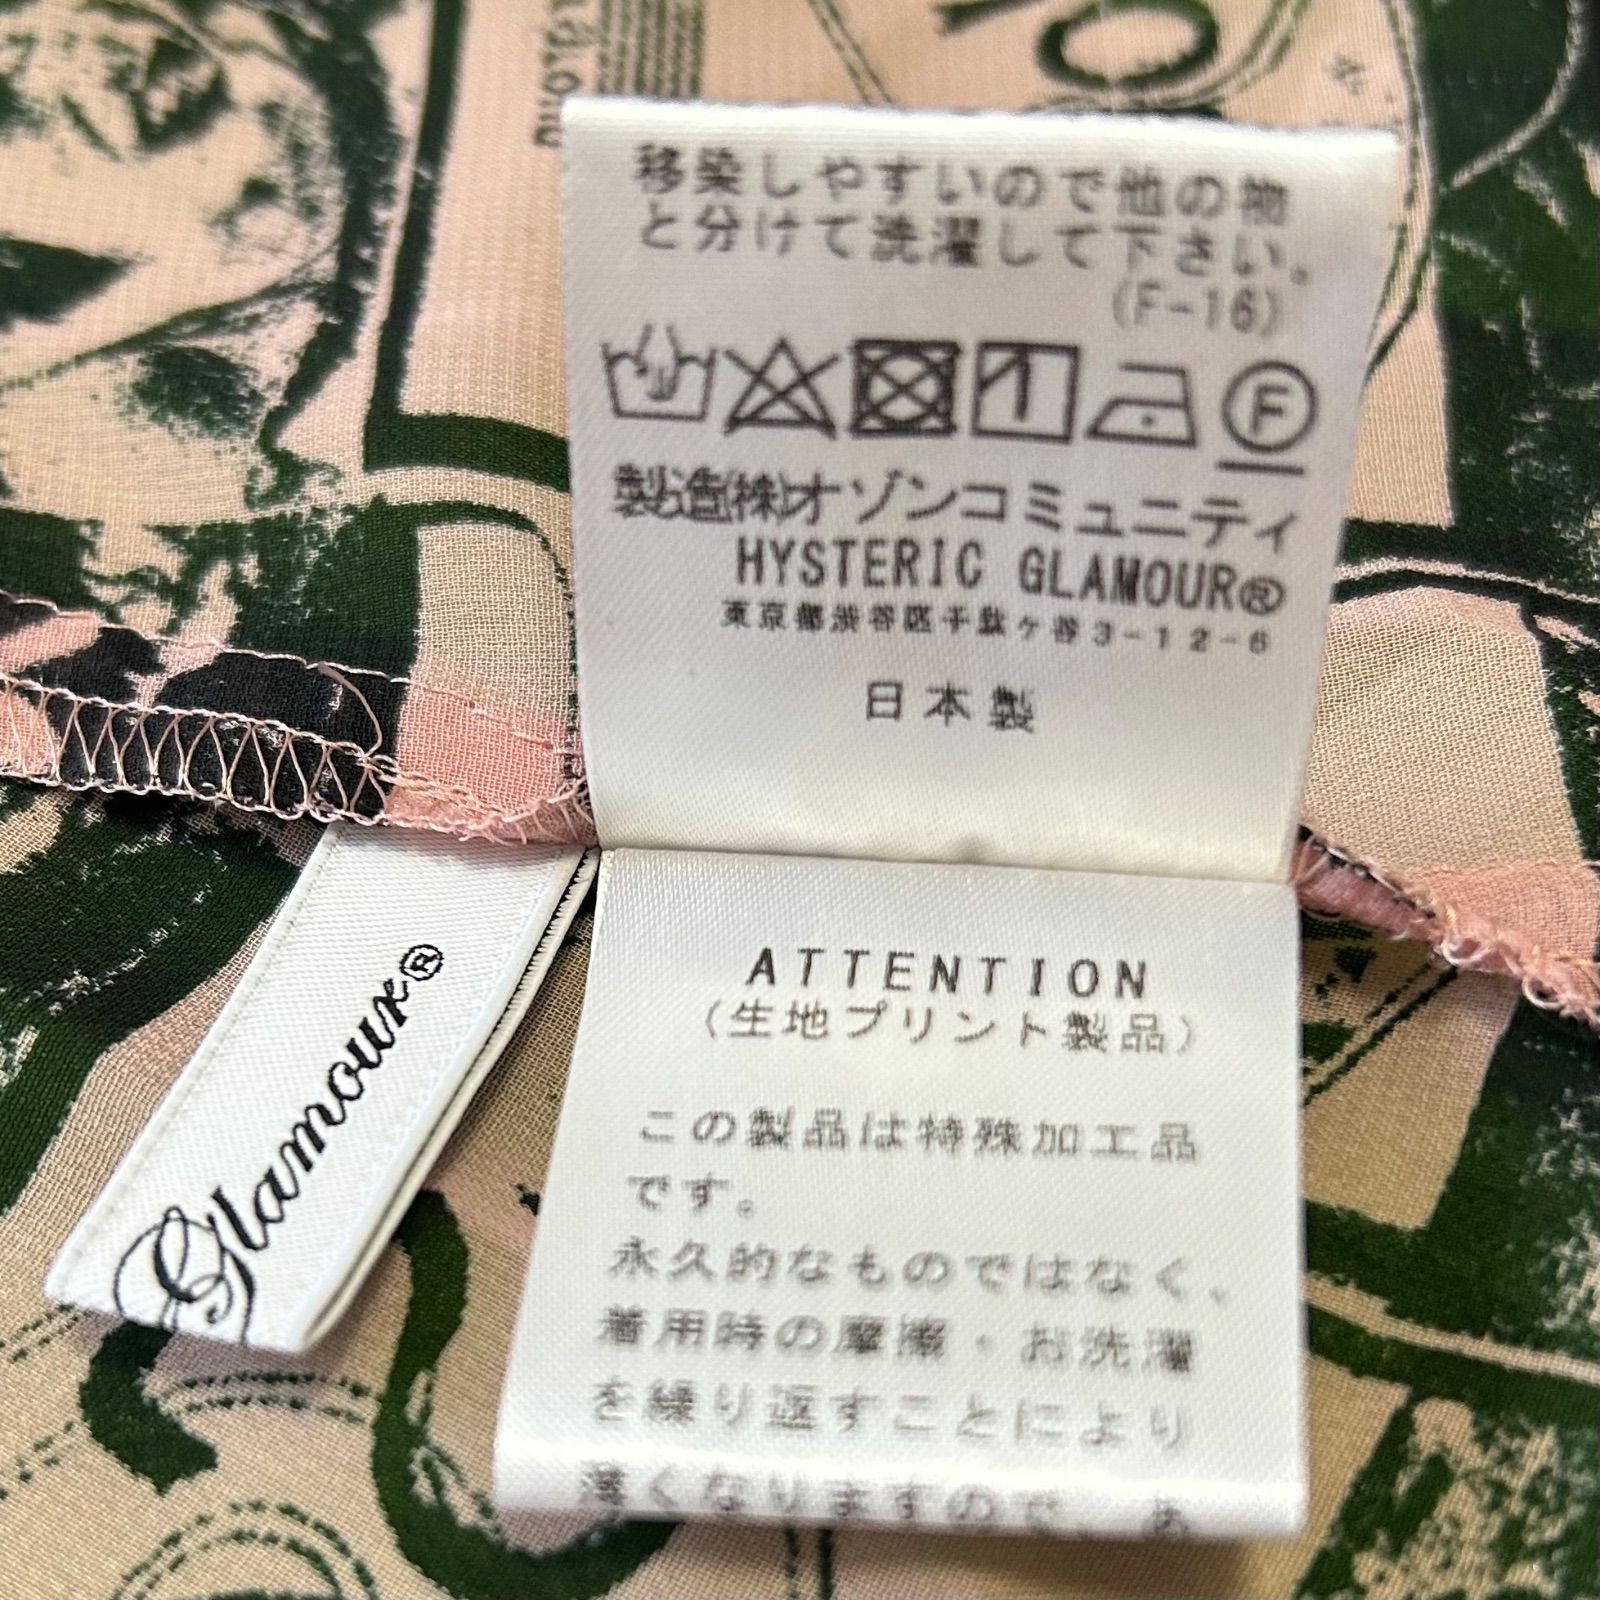 移染しやすいので他の物
と分けて洗濯して下さい。
(F-16)
F
製造(株)オゾンコミュニティ
HYSTERIC GLAMOUR®
東京都渋谷区千駄ヶ谷3-12-6
日本製
Glamour®
ATTENTION
(生地プリント製品)
この製品は特殊加工品
です。
永久的なものではなく、
着用時の摩擦・お洗濯
を繰り返すことにより
薄くなりますので、あ